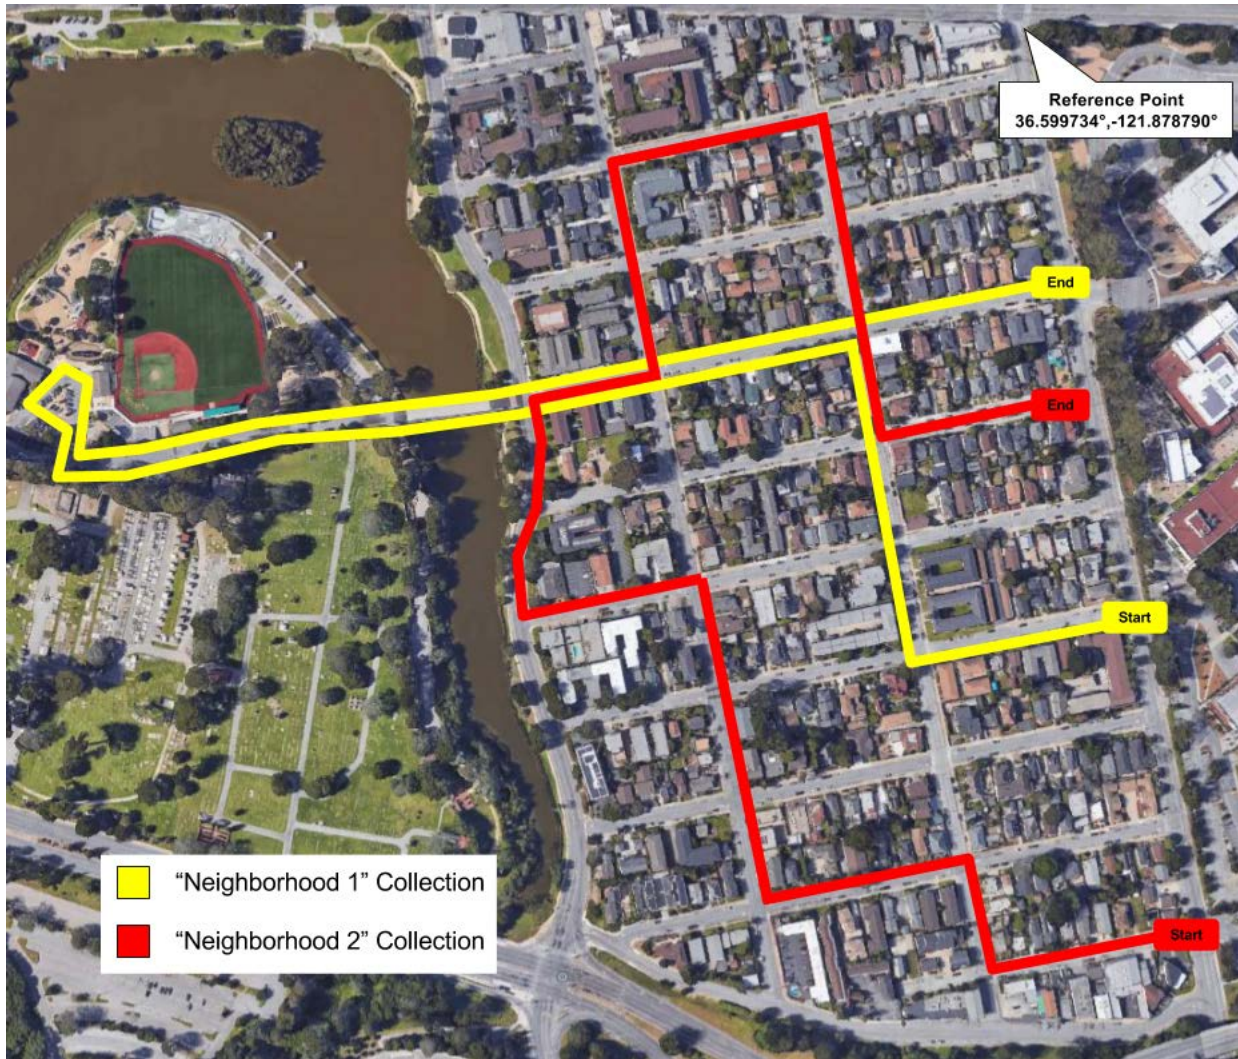 Reference Point
36.599734°,-121.878790°
End
End
Start
"Neighborhood 1" Collection
"Neighborhood 2" Collection
Start